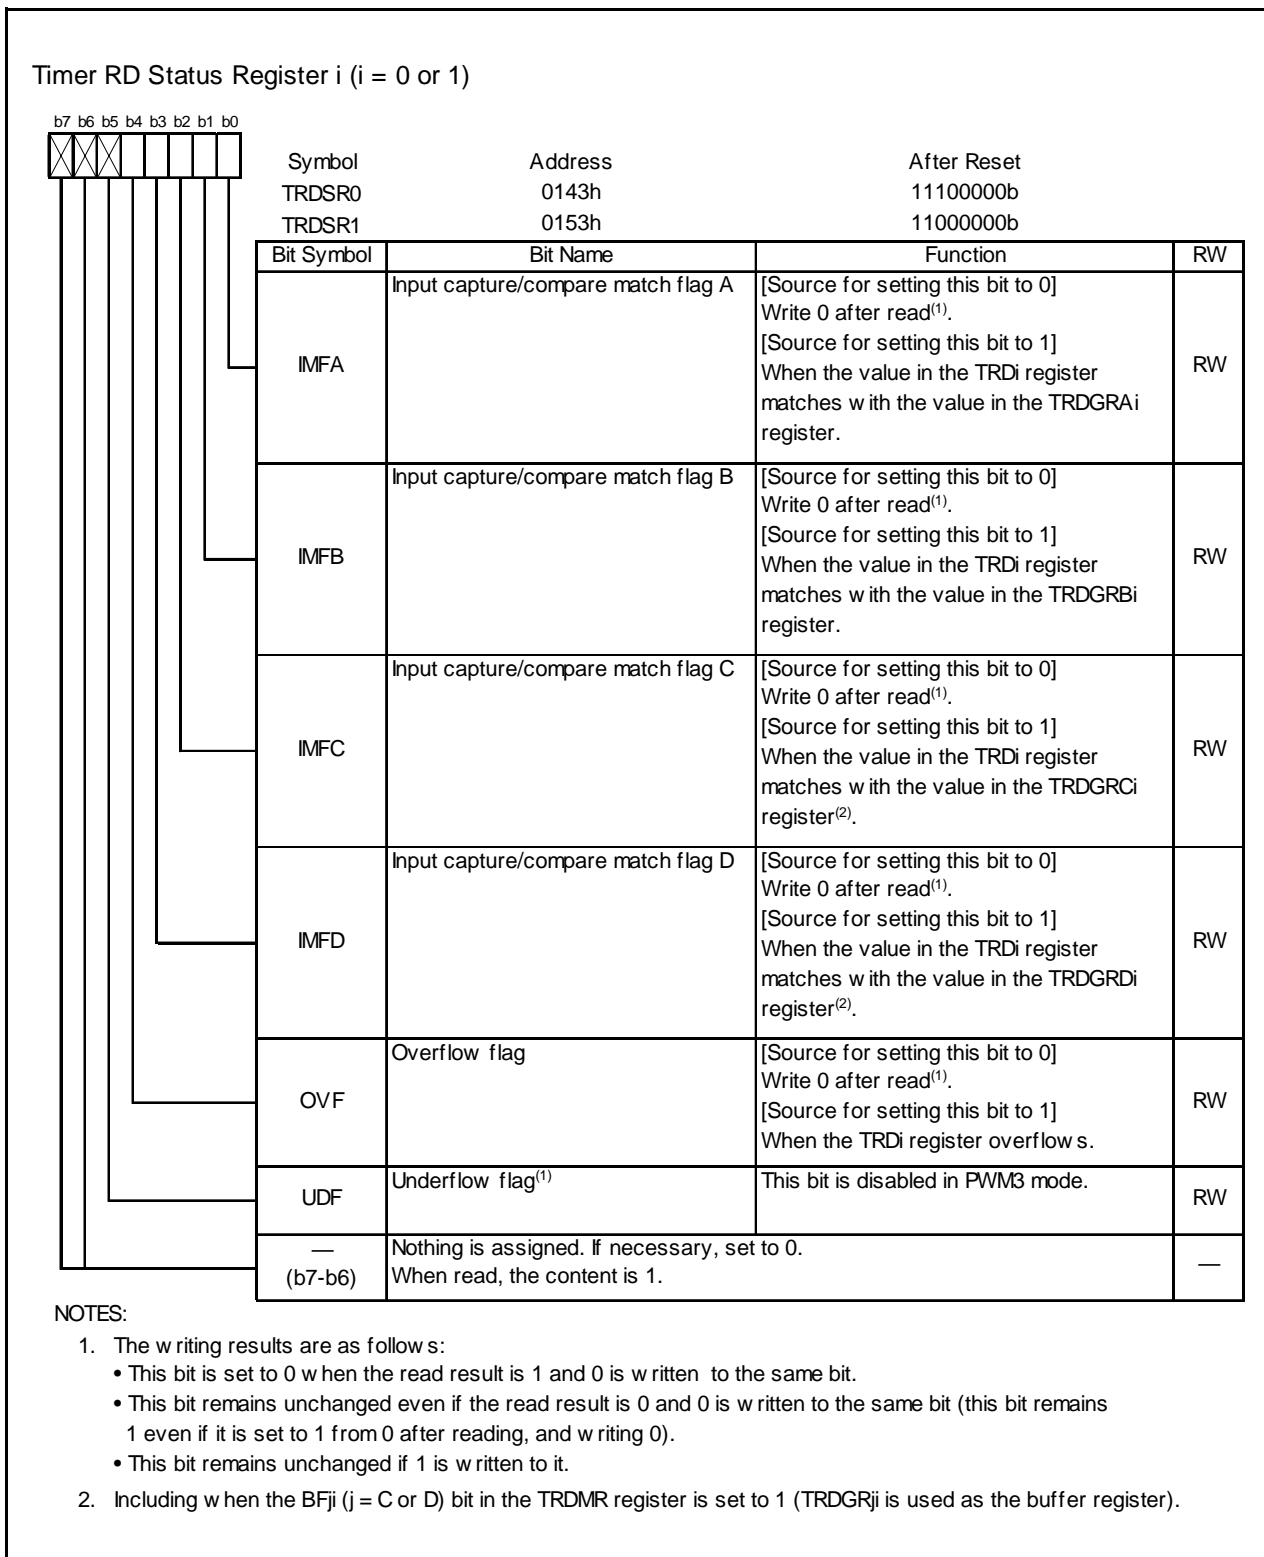 Timer RD Status Register i (i = 0 or 1)
b7 b6 b5 b4 b3 b2 b1 b0
Symbol Address After Reset
TRDSR0 0143h 11100000b
TRDSR1 0153h 11000000b
Bit Symbol Bit Name Function RW
IMFA Input capture/compare match flag A [Source for setting this bit to 0]
Write 0 after read(1).
[Source for setting this bit to 1]
When the value in the TRDi register
matches with the value in the TRDGRAi
register.
RW
IMFB Input capture/compare match flag B [Source for setting this bit to 0]
Write 0 after read(1).
[Source for setting this bit to 1]
When the value in the TRDi register
matches with the value in the TRDGRBi
register.
RW
IMFC Input capture/compare match flag C [Source for setting this bit to 0]
Write 0 after read(1).
[Source for setting this bit to 1]
When the value in the TRDi register
matches with the value in the TRDGRCi
register(2).
RW
IMFD Input capture/compare match flag D [Source for setting this bit to 0]
Write 0 after read(1).
[Source for setting this bit to 1]
When the value in the TRDi register
matches with the value in the TRDGRDi
register(2).
RW
OVF Overflow flag [Source for setting this bit to 0]
Write 0 after read(1).
[Source for setting this bit to 1]
When the TRDi register overflows.
RW
UDF Underflow flag(1) This bit is disabled in PWM3 mode. RW
— (b7-b6) Nothing is assigned. If necessary, set to 0.
When read, the content is 1.
—
NOTES:
1. The writing results are as follows:
• This bit is set to 0 when the read result is 1 and 0 is written to the same bit.
• This bit remains unchanged even if the read result is 0 and 0 is written to the same bit (this bit remains
1 even if it is set to 1 from 0 after reading, and writing 0).
• This bit remains unchanged if 1 is written to it.
2. Including when the BFji (j = C or D) bit in the TRDMR register is set to 1 (TRDGRji is used as the buffer register).